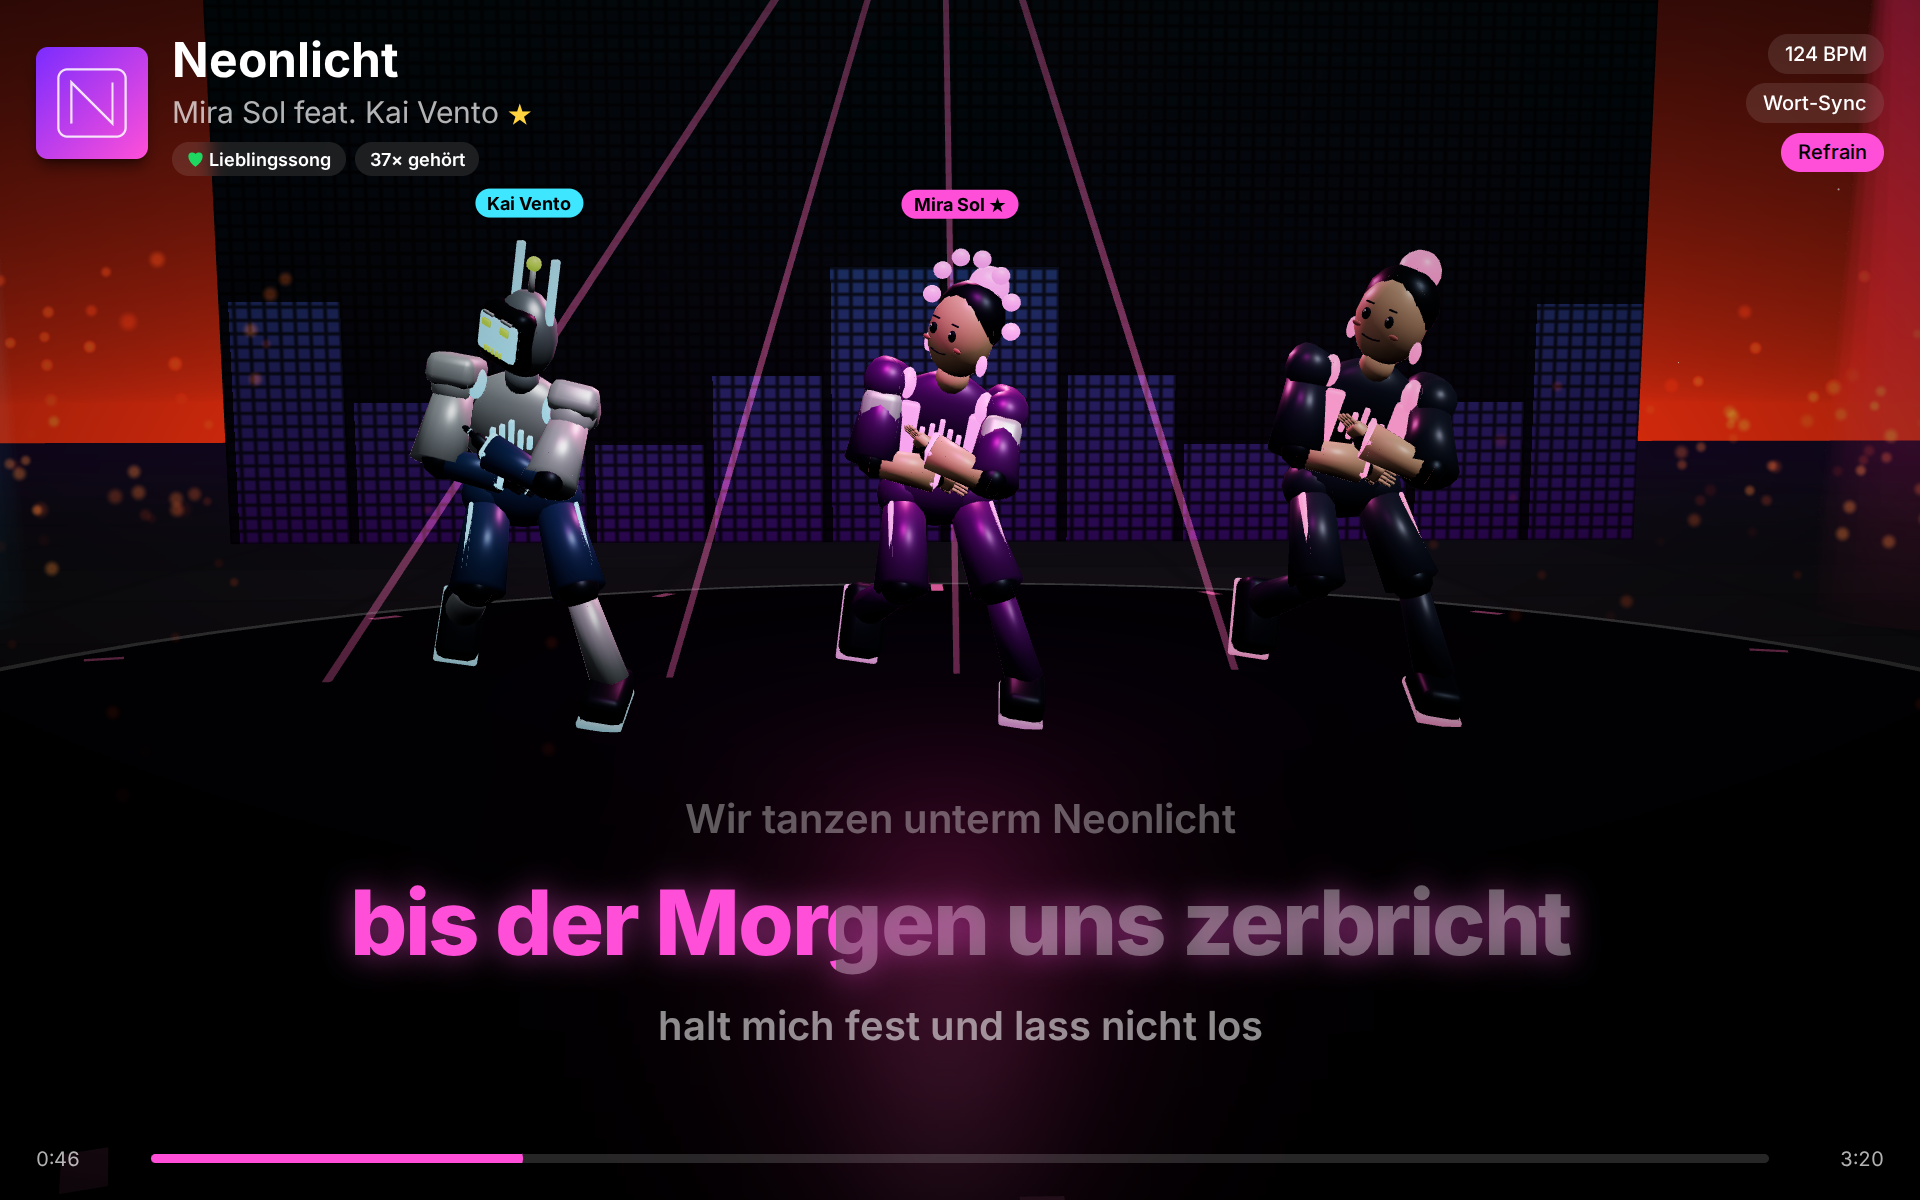 N
Neonlicht
Mira Sol feat. Kai Vento ★
Lieblingssong
37× gehört
124 BPM
Wort-Sync
Refrain
Kai Vento
Mira Sol ★
Wir tanzen unterm Neonlicht
bis der Morgen uns zerbricht
halt mich fest und lass nicht los
0:46
3:20